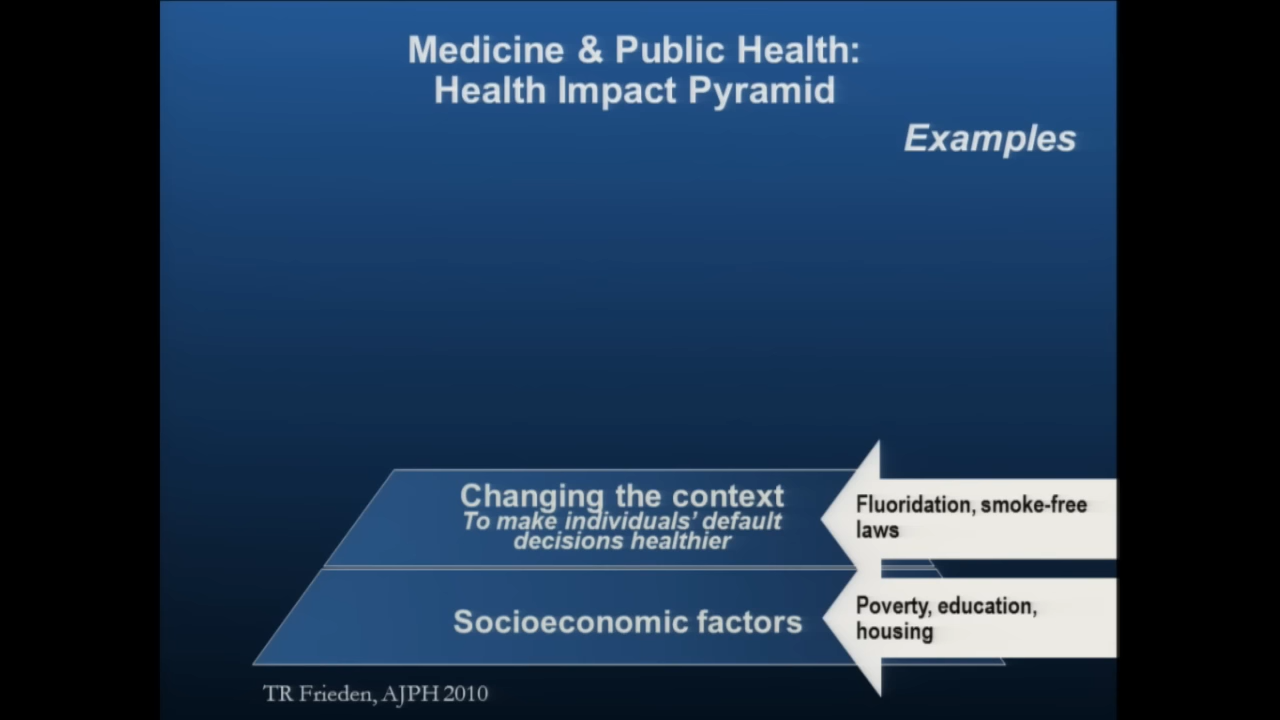 Medicine & Public Health:
Health Impact Pyramid
Examples
Changing the context
To make individuals’ default
decisions healthier
Fluoridation, smoke-free
laws
Socioeconomic factors
Poverty, education,
housing
TR Frieden, AJPH 2010